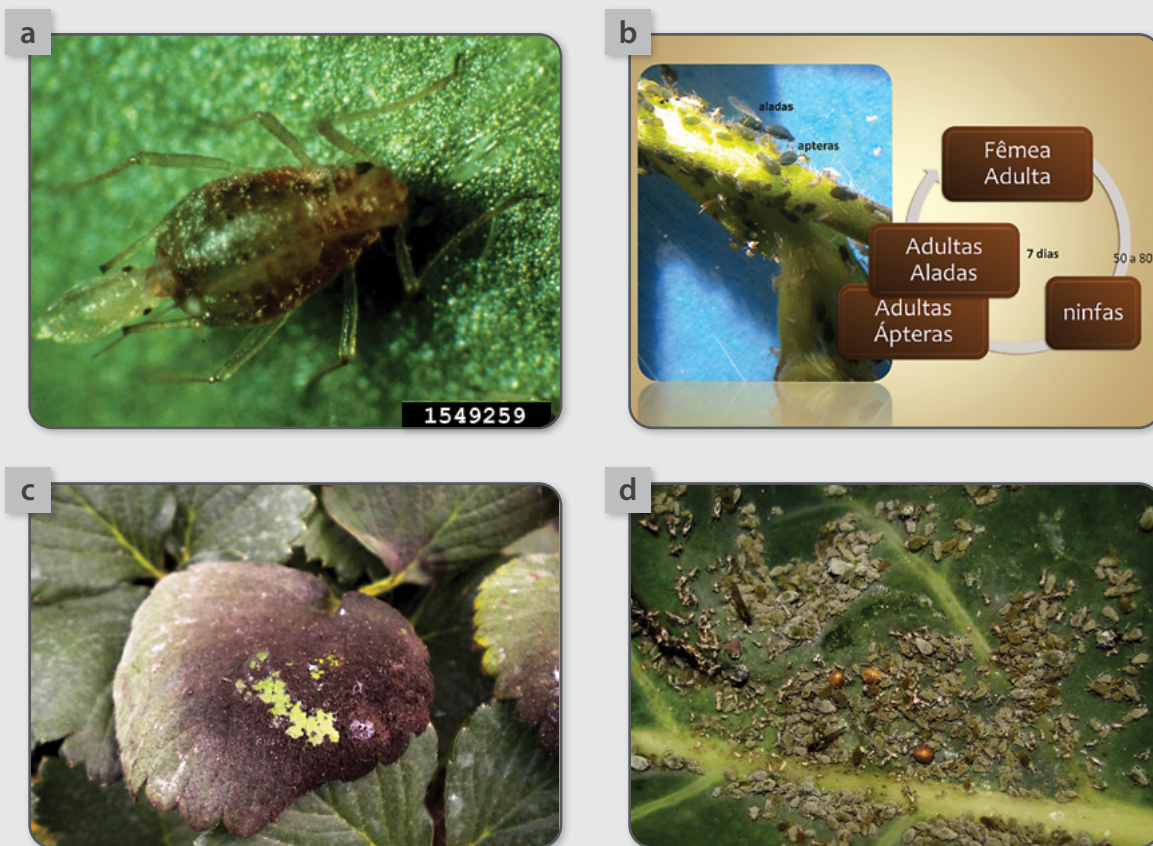 a
1549259
b
aladas
apteras
Fêmea
Adulta
Adultas
Aladas
7 dias
50 a 80
Adultas
Ápteras
ninfas
c
d